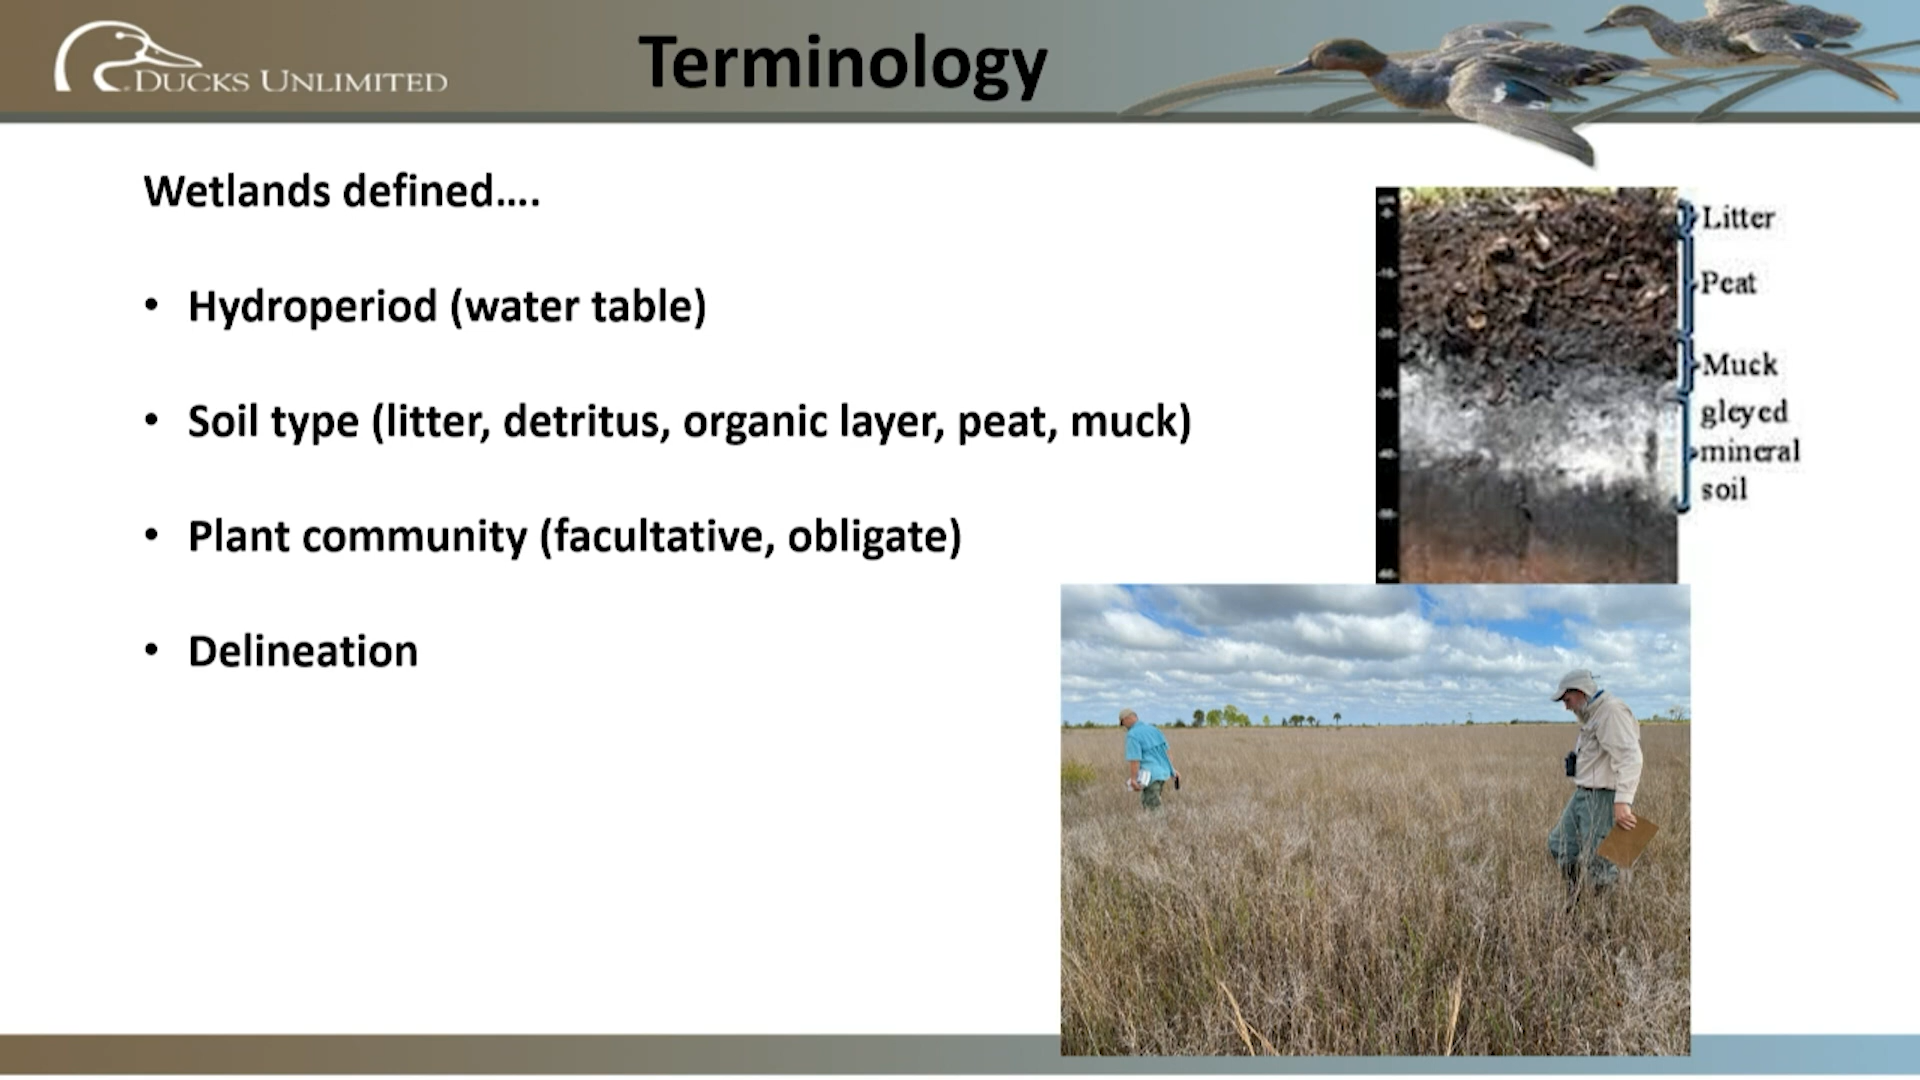 DUCKS UNLIMITED
Terminology
Wetlands defined....
• Hydroperiod (water table)
• Soil type (litter, detritus, organic layer, peat, muck)
• Plant community (facultative, obligate)
• Delineation
Litter
Peat
Muck
gleyed
mineral
soil